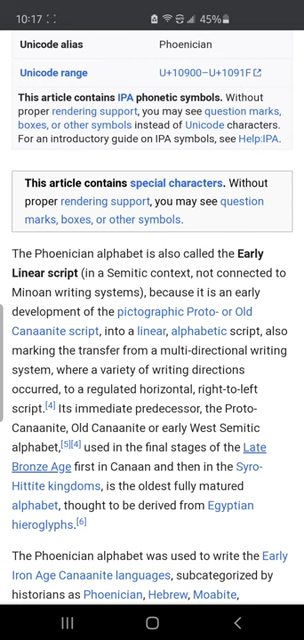 10:17
45%
Unicode alias Phoenician
Unicode range U+10900–U+1091F
This article contains IPA phonetic symbols. Without
proper rendering support, you may see question marks,
boxes, or other symbols instead of Unicode characters.
For an introductory guide on IPA symbols, see Help:IPA.
This article contains special characters. Without
proper rendering support, you may see question
marks, boxes, or other symbols.
The Phoenician alphabet is also called the Early
Linear script (in a Semitic context, not connected to
Minoan writing systems), because it is an early
development of the pictographic Proto- or Old
Canaanite script, into a linear, alphabetic script, also
marking the transfer from a multi-directional writing
system, where a variety of writing directions
occurred, to a regulated horizontal, right-to-left
script.[4] Its immediate predecessor, the Proto-
Canaanite, Old Canaanite or early West Semitic
alphabet,[5][4] used in the final stages of the Late
Bronze Age first in Canaan and then in the Syro-
Hittite kingdoms, is the oldest fully matured
alphabet, thought to be derived from Egyptian
hieroglyphs.[6]
The Phoenician alphabet was used to write the Early
Iron Age Canaanite languages, subcategorized by
historians as Phoenician, Hebrew, Moabite,